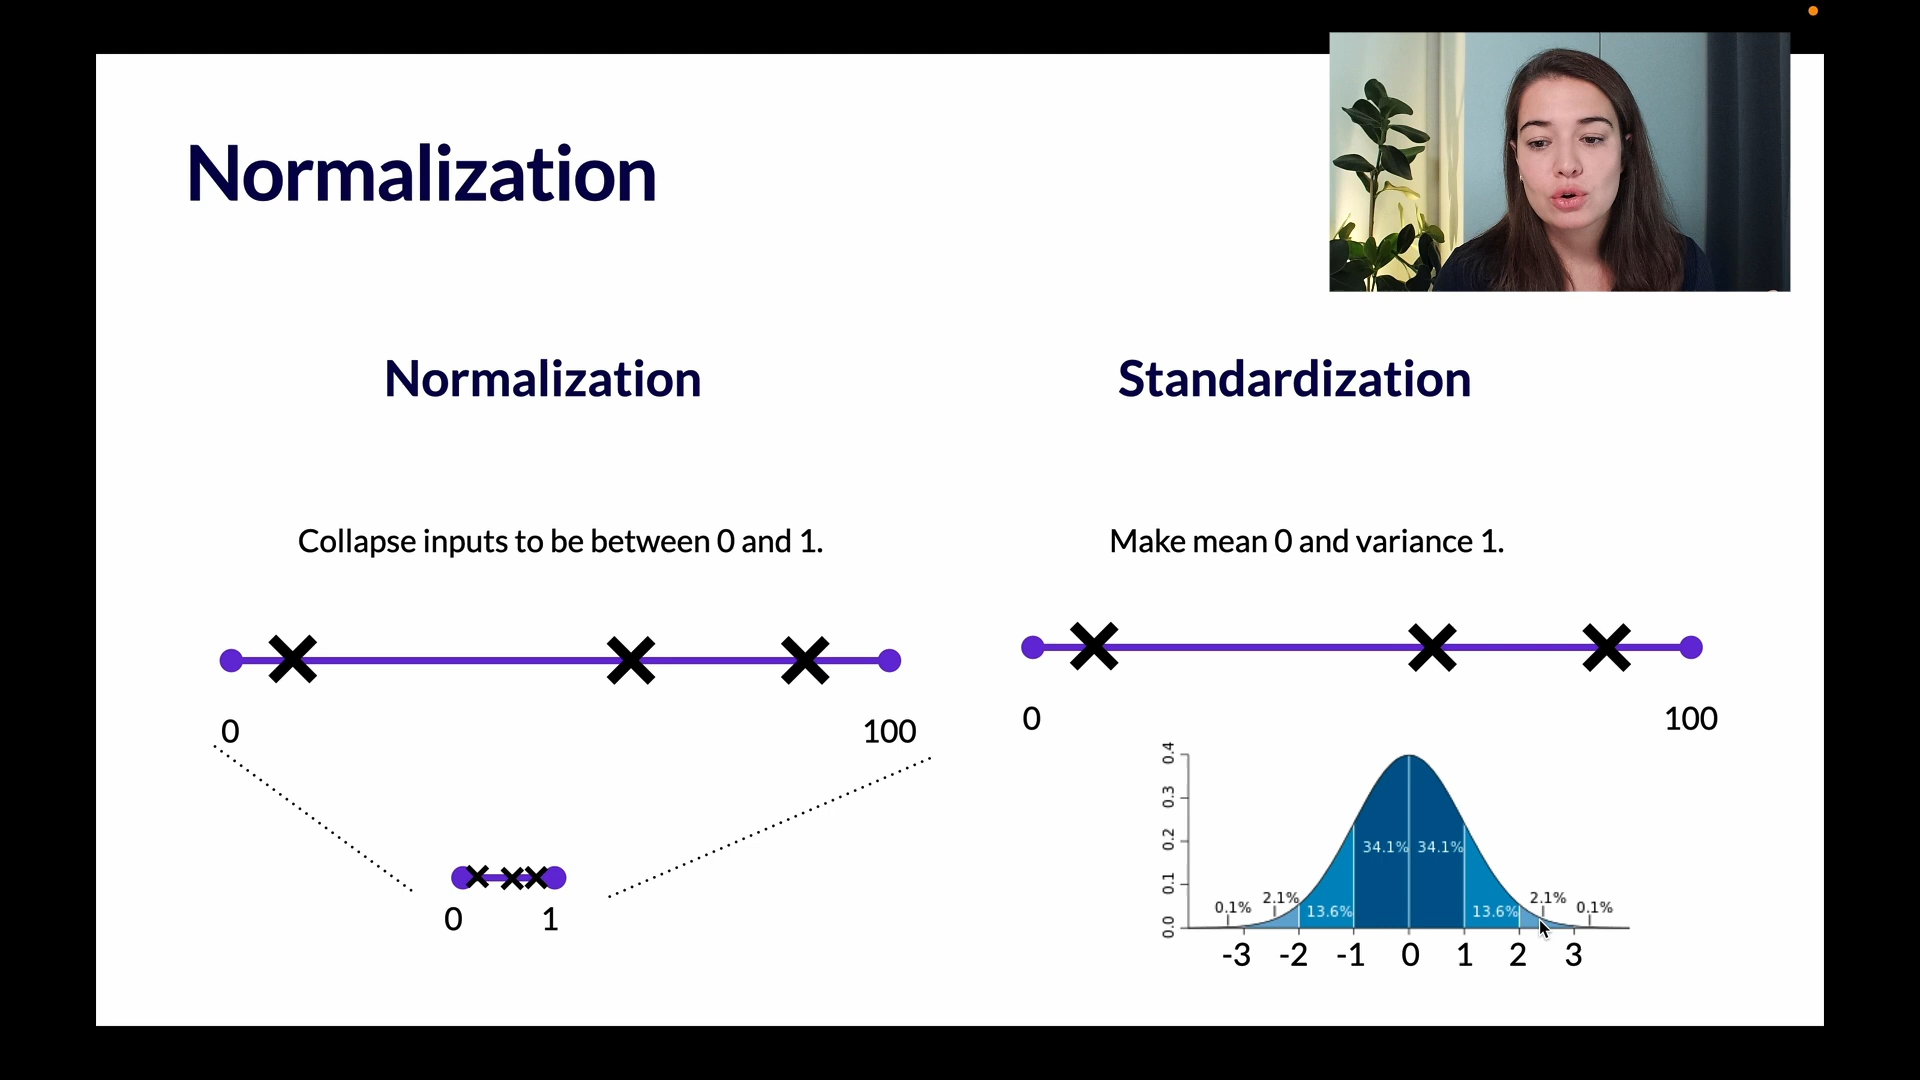 Normalization
Normalization
Collapse inputs to be between 0 and 1.
0
100
0
1
Standardization
Make mean 0 and variance 1.
0
100
0.4
0.3
0.2
0.1
0.0
34.1% 34.1%
0.1% 2.1% 13.6% 13.6% 2.1% 0.1%
-3 -2 -1 0 1 2 3